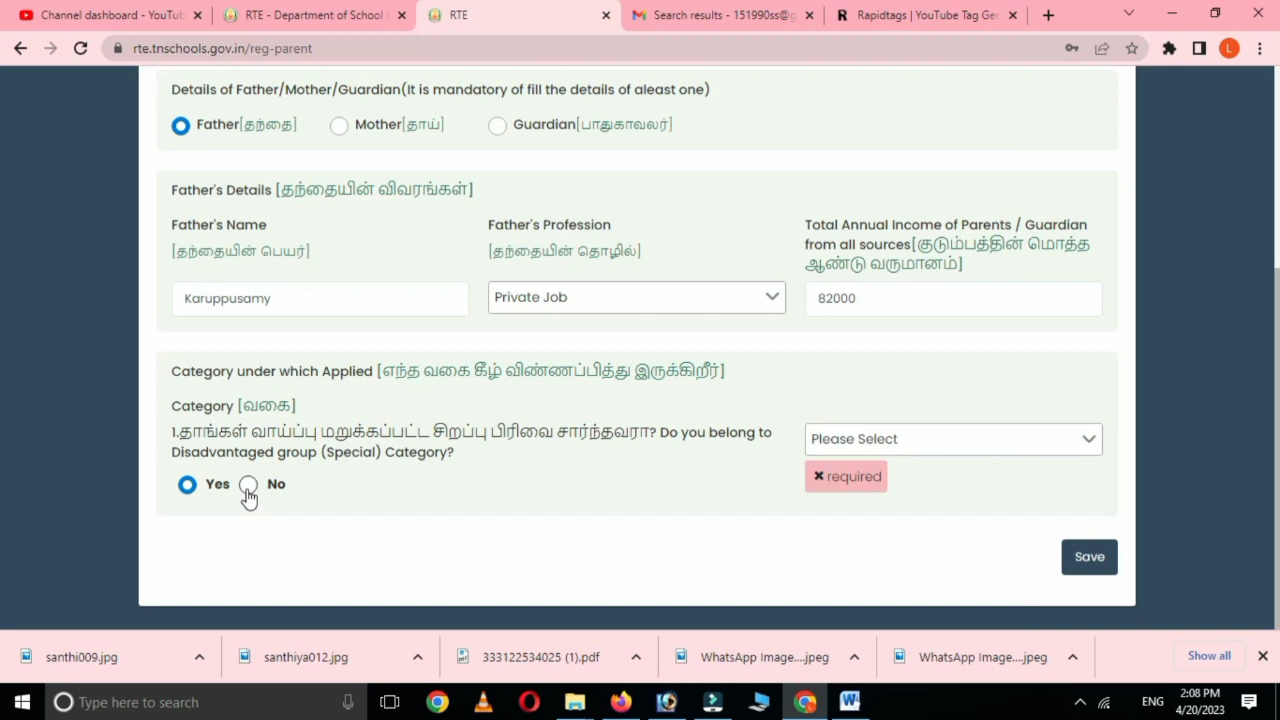 Channel dashboard - YouTub
RTE - Department of School
RTE
Search results - 151990ss@g
Rapidtags | YouTube Tag Gen
rte.tnschools.gov.in/reg-parent
L
Details of Father/Mother/Guardian(It is mandatory of fill the details of aleast one)
Father[தந்தை] Mother[தாய்] Guardian[பாதுகாவலர்]
Father's Details [தந்தையின் விவரங்கள்]
Father's Name
[தந்தையின் பெயர்]
Karuppusamy
Father's Profession
[தந்தையின் தொழில்]
Private Job
Total Annual Income of Parents / Guardian
from all sources[குடும்பத்தின் மொத்த
ஆண்டு வருமானம்]
82000
Category under which Applied [எந்த வகை கீழ் விண்ணப்பித்து இருக்கிறீர்]
Category [வகை]
1.தாங்கள் வாய்ப்பு மறுக்கப்பட்ட சிறப்பு பிரிவை சார்ந்தவரா? Do you belong to
Disadvantaged group (Special) Category?
Yes No
Please Select
✖ required
Save
santhi009.jpg
santhiya012.jpg
333122534025 (1).pdf
WhatsApp Image....jpeg
WhatsApp Image....jpeg
Show all
Type here to search
ENG
2:08 PM
4/20/2023